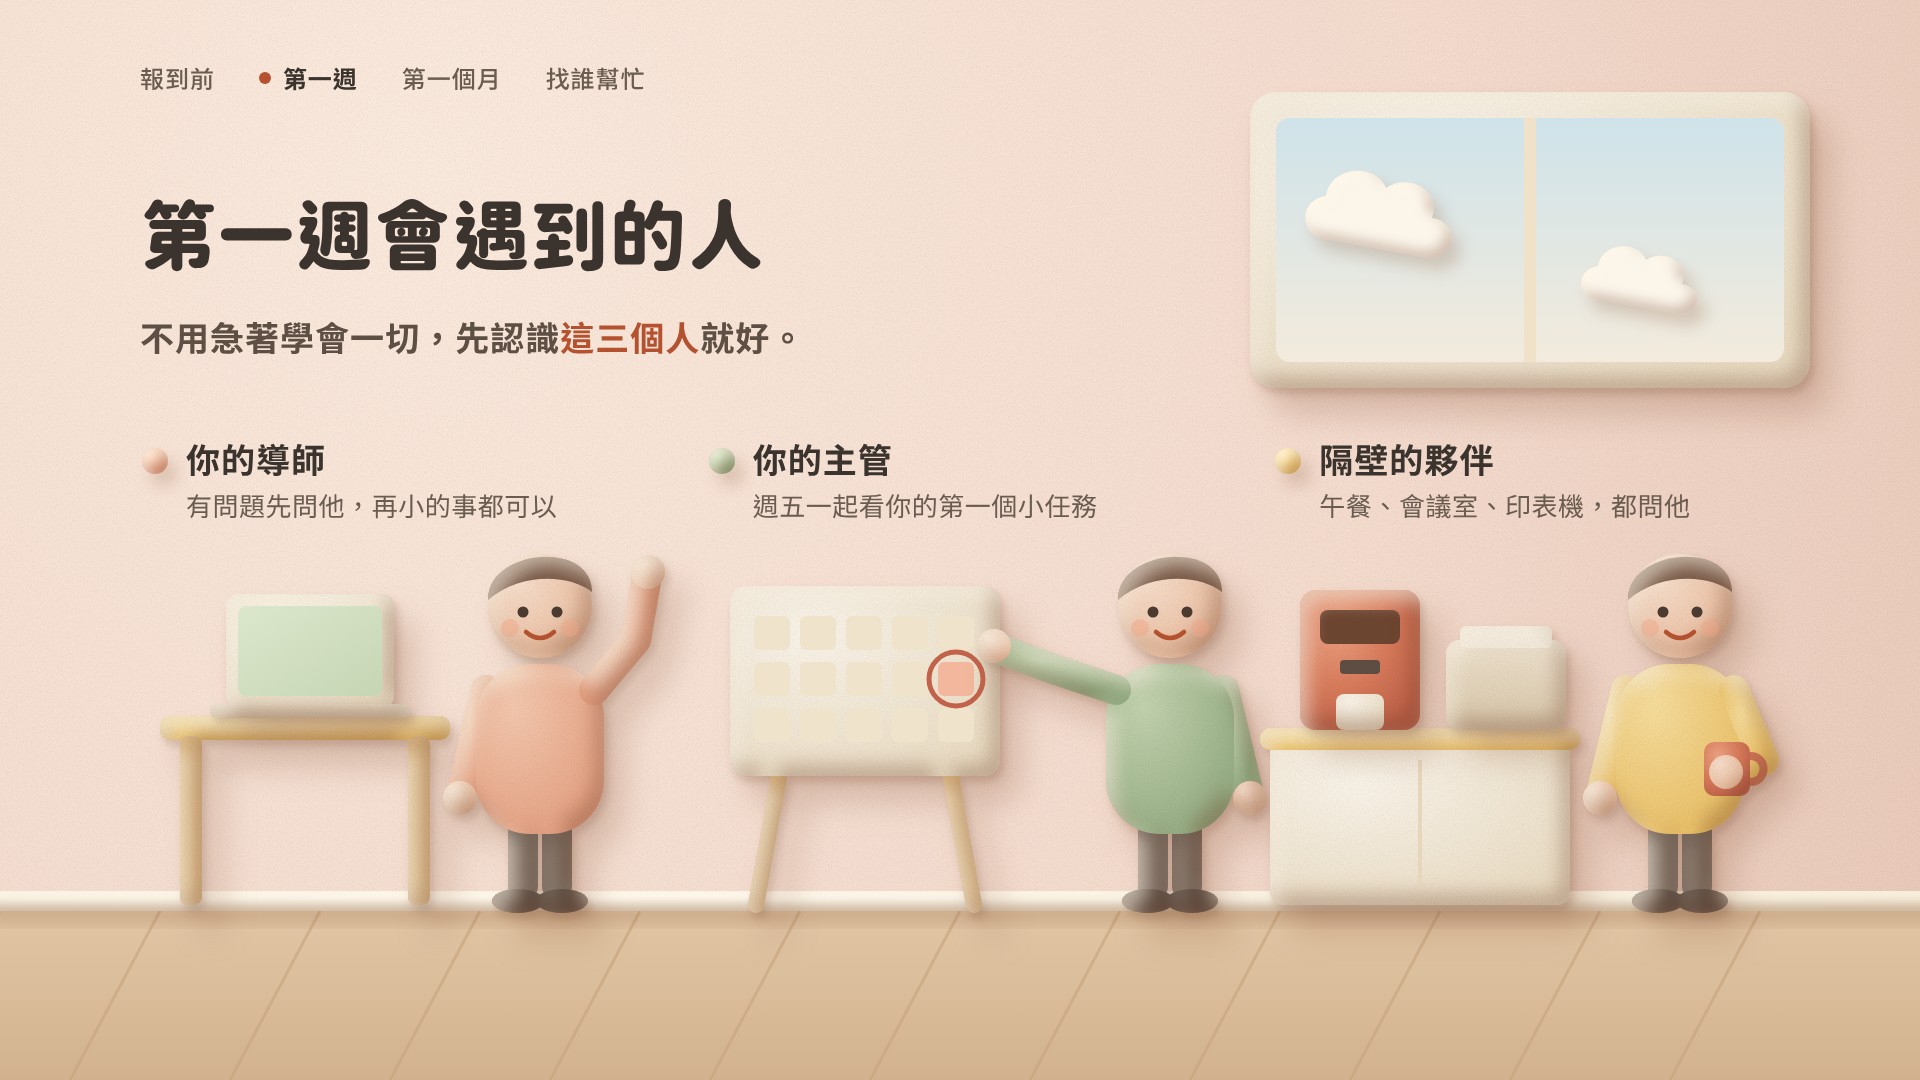 報到前
第一週
第一個月
找誰幫忙
第一週會遇到的人
不用急著學會一切，先認識這三個人就好。
你的導師
有問題先問他，再小的事都可以
你的主管
週五一起看你的第一個小任務
隔壁的夥伴
午餐、會議室、印表機，都問他